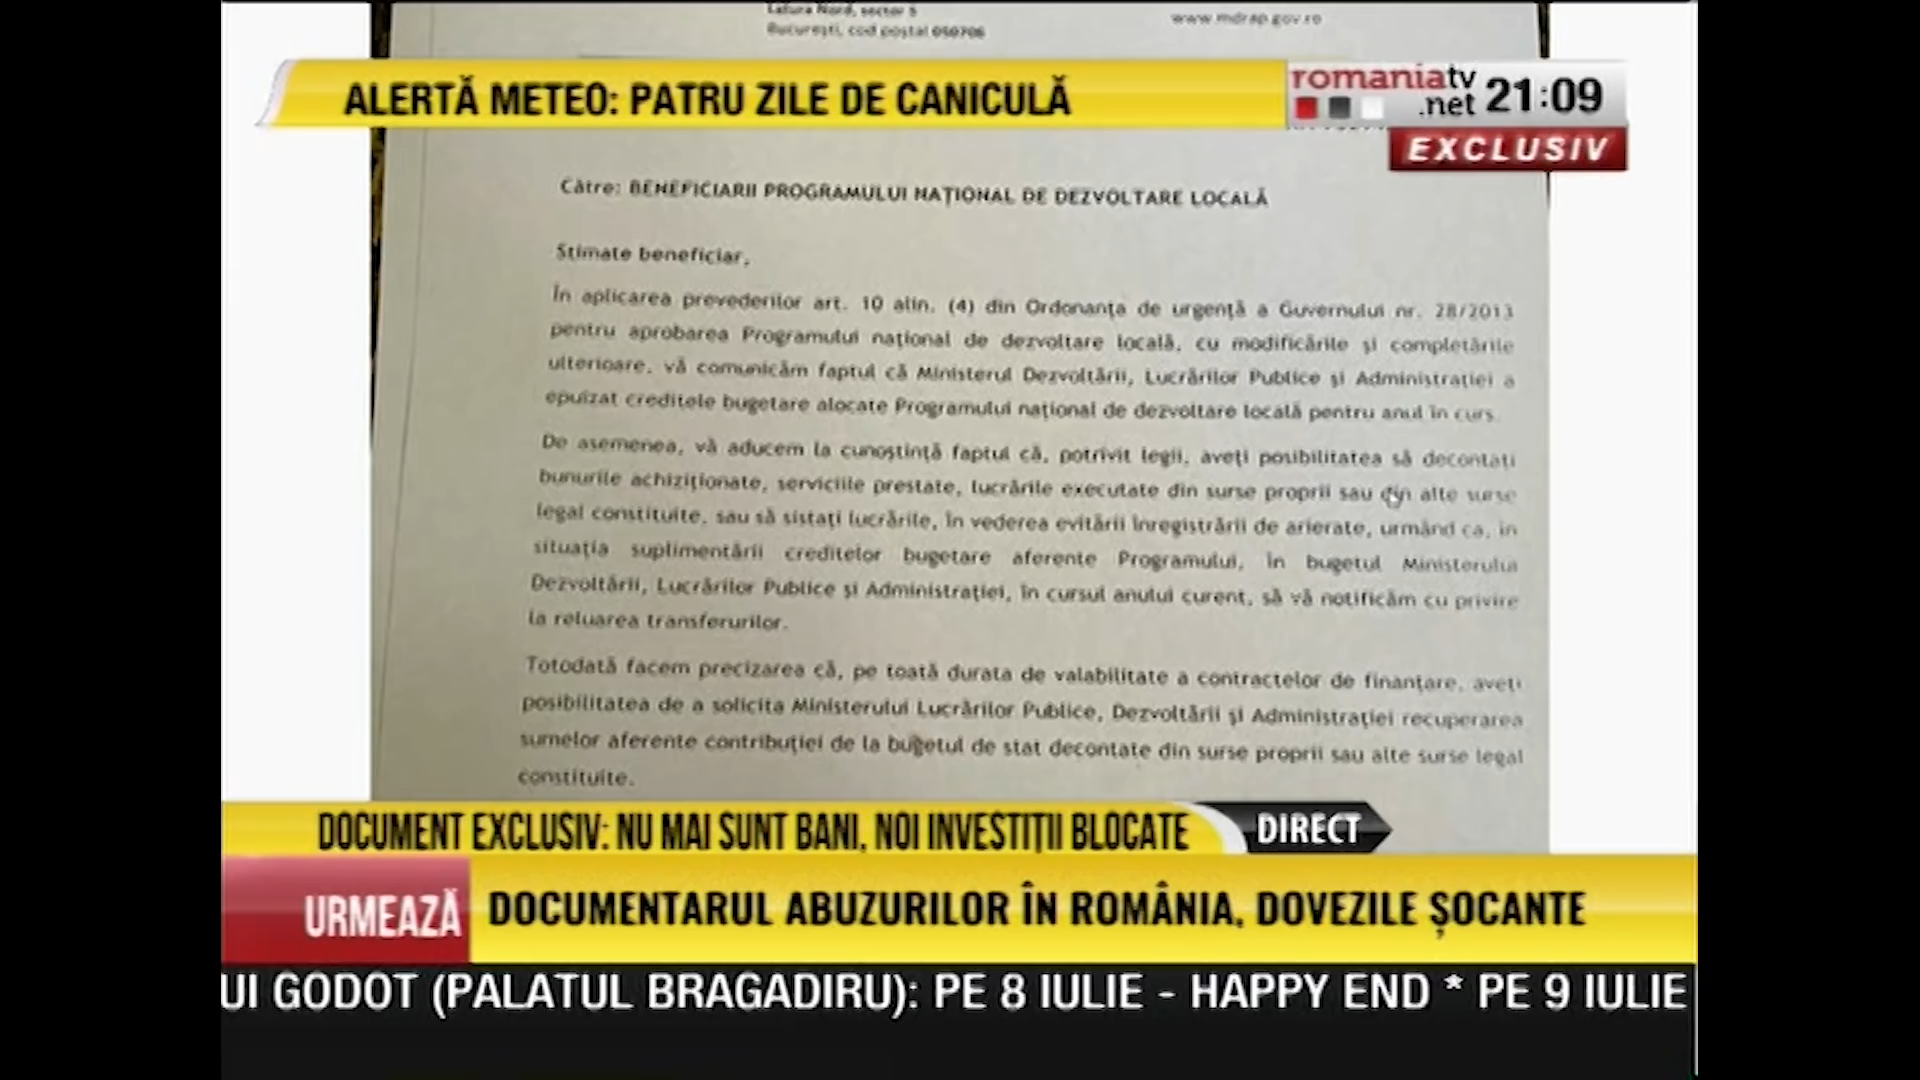 Latura Nord, sector 5
București, cod poștal 050706
www.mdrap.gov.ro
ALERTĂ METEO: PATRU ZILE DE CANICULĂ
romaniatv
.net 21:09
EXCLUSIV
Către: BENEFICIARII PROGRAMULUI NAȚIONAL DE DEZVOLTARE LOCALĂ
Stimate beneficiar,
În aplicarea prevederilor art. 10 alin. (4) din Ordonanța de urgență a Guvernului nr. 28/2013
pentru aprobarea Programului național de dezvoltare locală, cu modificările și completările
ulterioare, vă comunicăm faptul că Ministerul Dezvoltării, Lucrărilor Publice și Administrației a
epuizat creditele bugetare alocate Programului național de dezvoltare locală pentru anul în curs.
De asemenea, vă aducem la cunoștință faptul că, potrivit legii, aveți posibilitatea să decontați
bunurile achiziționate, serviciile prestate, lucrările executate din surse proprii sau din alte surse
legal constituite, sau să sistați lucrările, în vederea evitării înregistrării de arierate, urmând ca, în
situația suplimentării creditelor bugetare aferente Programului, în bugetul Ministerului
Dezvoltării, Lucrărilor Publice și Administrației, în cursul anului curent, să vă notificăm cu privire
la reluarea transferurilor.
Totodată facem precizarea că, pe toată durata de valabilitate a contractelor de finanțare, aveți
posibilitatea de a solicita Ministerului Lucrărilor Publice, Dezvoltării și Administrației recuperarea
sumelor aferente contribuției de la bugetul de stat decontate din surse proprii sau alte surse legal
constituite.
DOCUMENT EXCLUSIV: NU MAI SUNT BANI, NOI INVESTIȚII BLOCATE
DIRECT
URMEAZĂ
DOCUMENTARUL ABUZURILOR ÎN ROMÂNIA, DOVEZILE ȘOCANTE
UI GODOT (PALATUL BRAGADIRU): PE 8 IULIE - HAPPY END * PE 9 IULIE